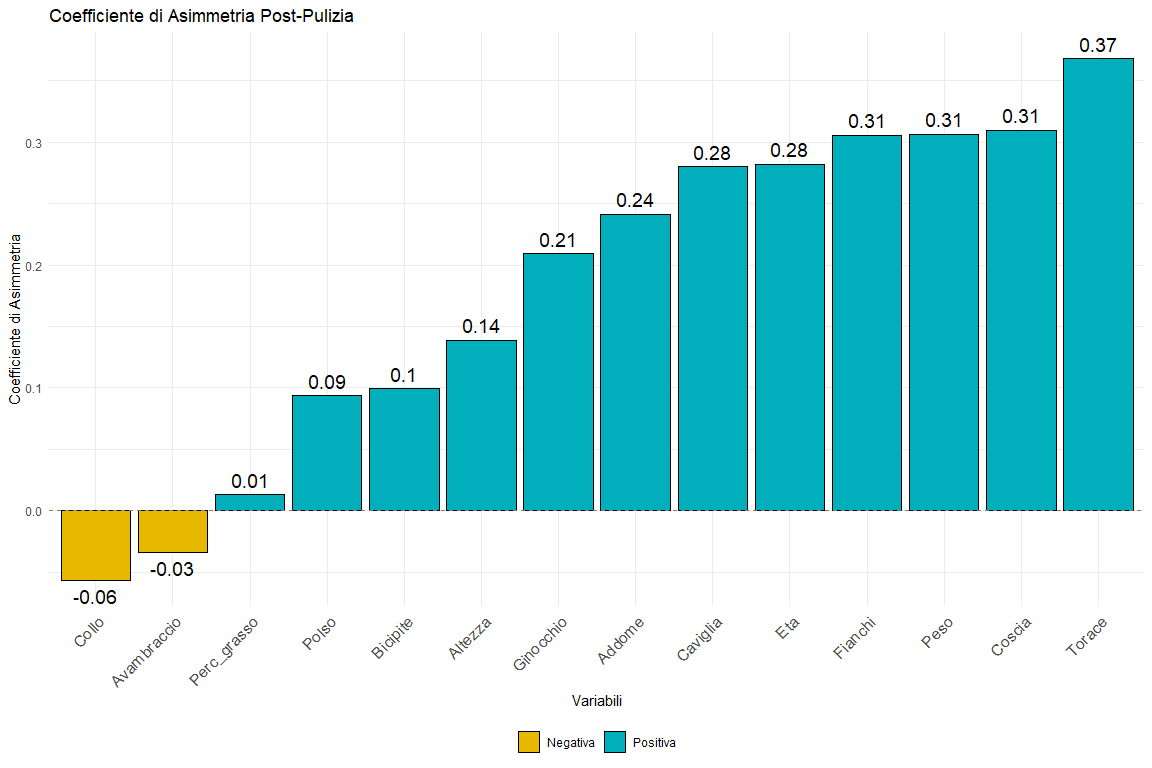 Coefficiente di Asimmetria Post-Pulizia
Coefficiente di Asimmetria
0.3
0.2
0.1
0.0
-0.06
-0.03
0.01
0.09
0.1
0.14
0.21
0.24
0.28
0.28
0.31
0.31
0.31
0.37
Collo
Avambraccio
Perc_grasso
Polso
Bicipite
Altezza
Ginocchio
Addome
Caviglia
Eta
Fianchi
Peso
Coscia
Torace
Variabili
Negativa
Positiva